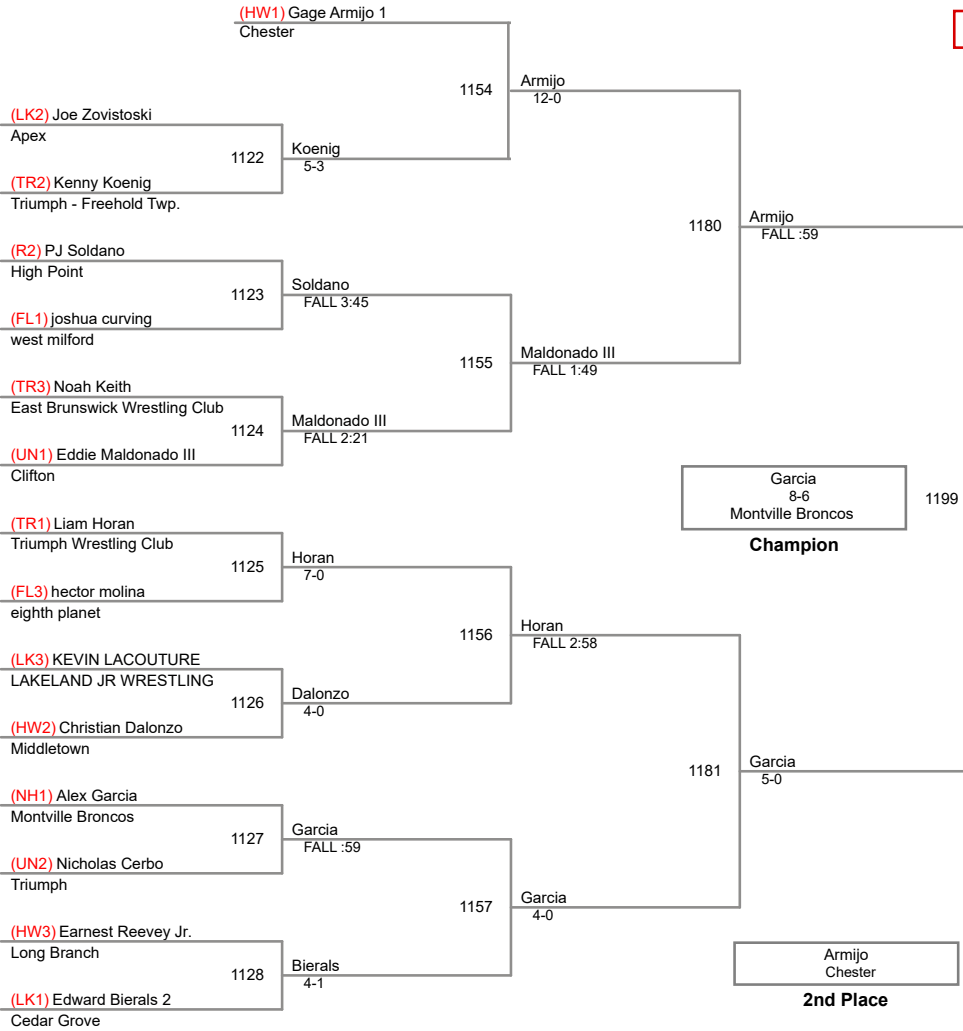 (HW1) Gage Armijo 1
Chester
1154
Armijo
12-0
(LK2) Joe Zovistoski
Apex
1122
Koenig
5-3
(TR2) Kenny Koenig
Triumph - Freehold Twp.
1180
Armijo
FALL :59
(R2) PJ Soldano
High Point
1123
Soldano
FALL 3:45
(FL1) joshua curving
west milford
1155
Maldonado III
FALL 1:49
(TR3) Noah Keith
East Brunswick Wrestling Club
1124
Maldonado III
FALL 2:21
(UN1) Eddie Maldonado III
Clifton
Garcia
8-6
Montville Broncos
1199
Champion
(TR1) Liam Horan
Triumph Wrestling Club
1125
Horan
7-0
(FL3) hector molina
eighth planet
1156
Horan
FALL 2:58
(LK3) KEVIN LACOUTURE
LAKELAND JR WRESTLING
1126
Dalonzo
4-0
(HW2) Christian Dalonzo
Middletown
1181
Garcia
5-0
(NH1) Alex Garcia
Montville Broncos
1127
Garcia
FALL :59
(UN2) Nicholas Cerbo
Triumph
1157
Garcia
4-0
(HW3) Earnest Reevey Jr.
Long Branch
1128
Bierals
4-1
(LK1) Edward Bierals 2
Cedar Grove
Armijo
Chester
2nd Place